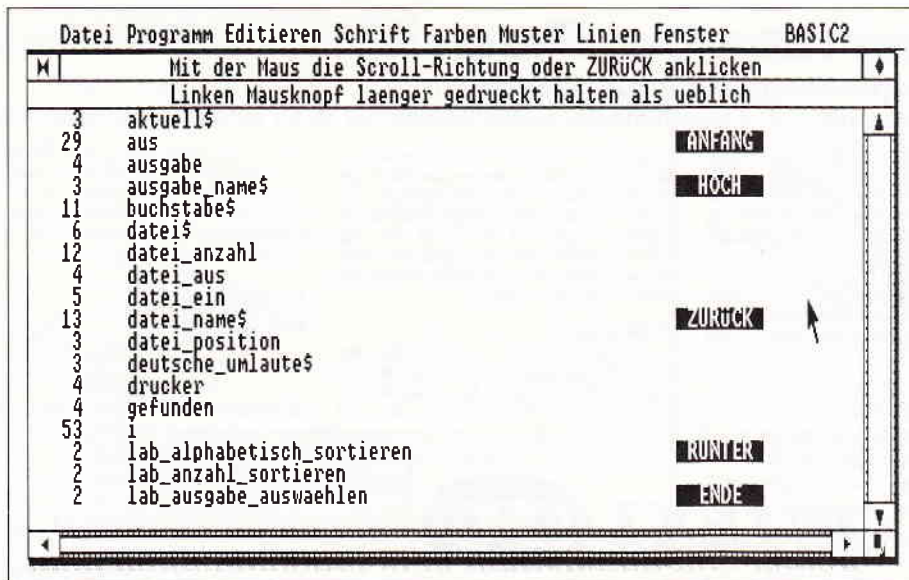 Datei Programm Editieren Schrift Farben Muster Linien Fenster BASIC2
Mit der Maus die Scroll-Richtung oder ZURüCK anklicken
Linken Mausknopf laenger gedrueckt halten als ueblich
3 aktuell$
29 aus ANFANG
4 ausgabe
3 ausgabe_name$ HOCH
11 buchstabe$
6 datei$
12 datei_anzahl
4 datei_aus
5 datei_ein
13 datei_name$ ZURüCK
3 datei_position
3 deutsche_umlaute$
4 drucker
4 gefunden
53 i
2 lab_alphabetisch_sortieren RUNTER
2 lab_anzahl_sortieren
2 lab_ausgabe_auswaehlen ENDE